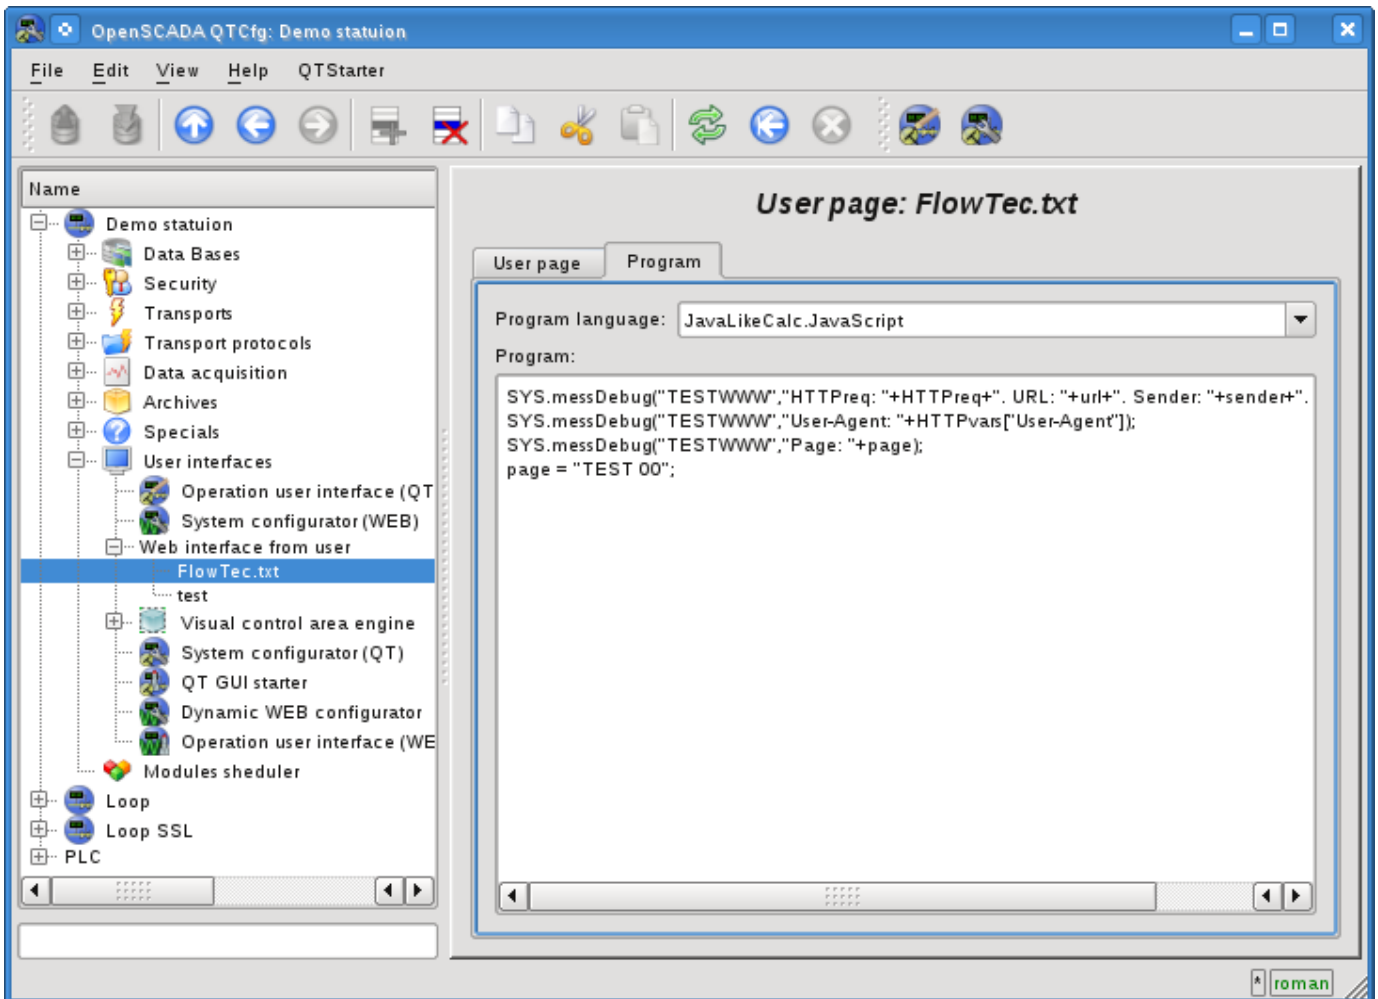 OpenSCADA QTCfg: Demo statuion
File Edit View Help QTStarter
Name
Demo statuion
Data Bases
Security
Transports
Transport protocols
Data acquisition
Archives
Specials
User interfaces
Operation user interface (QT
System configurator (WEB)
Web interface from user
FlowTec.txt
test
Visual control area engine
System configurator (QT)
QT GUI starter
Dynamic WEB configurator
Operation user interface (WE
Modules sheduler
Loop
Loop SSL
PLC
User page: FlowTec.txt
User page Program
Program language: JavaLikeCalc.JavaScript
Program:
SYS.messDebug("TESTWWW","HTTPreq: "+HTTPreq+". URL: "+url+". Sender: "+sender+".
SYS.messDebug("TESTWWW","User-Agent: "+HTTPvars["User-Agent"]);
SYS.messDebug("TESTWWW","Page: "+page);
page = "TEST 00";
* roman